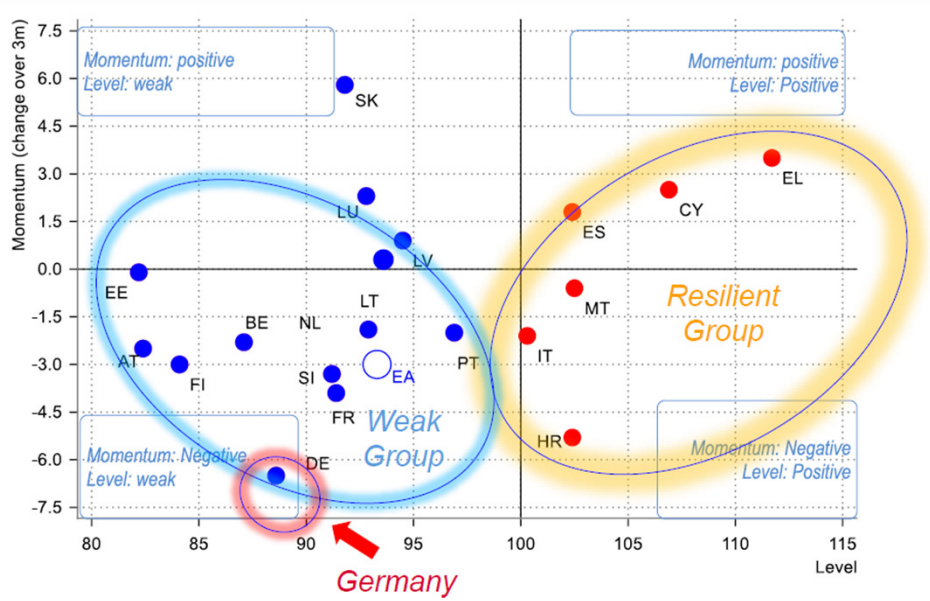 Momentum (change over 3m)
7.5
6.0
4.5
3.0
1.5
0.0
-1.5
-3.0
-4.5
-6.0
-7.5
Momentum: positive
Level: weak
Momentum: positive
Level: Positive
SK
EL
CY
LU
ES
LV
EE
LT
MT
Resilient
Group
BE
NL
IT
AT
PT
FI
SI
EA
FR
Weak
Group
HR
Momentum: Negative
Level: weak
DE
Momentum: Negative
Level: Positive
80
85
90
95
100
105
110
115
Level
Germany